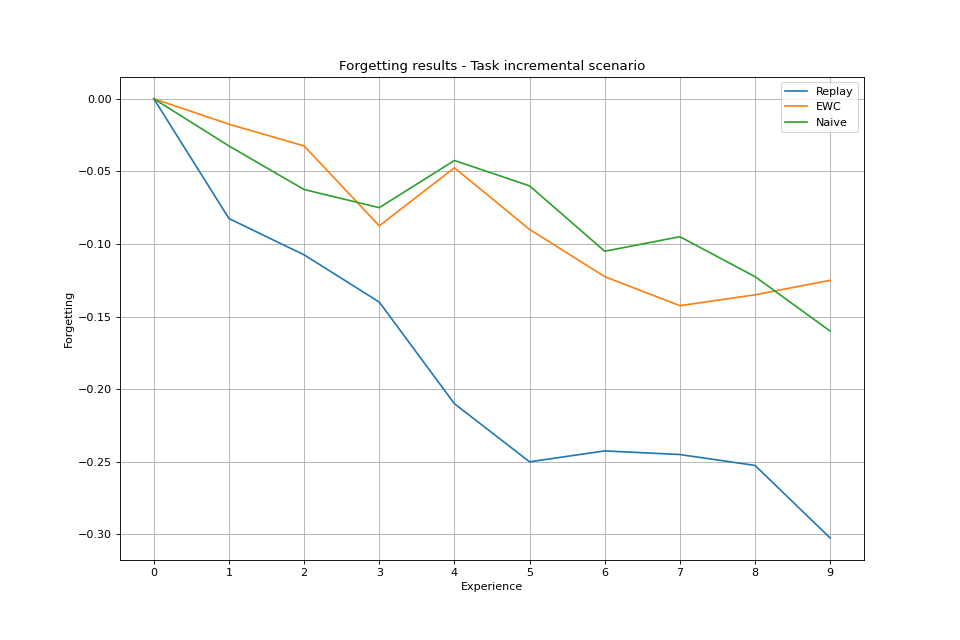 Forgetting results - Task incremental scenario
Replay
EWC
Naive
0.00
−0.05
−0.10
−0.15
−0.20
−0.25
−0.30
Forgetting
0 1 2 3 4 5 6 7 8 9
Experience